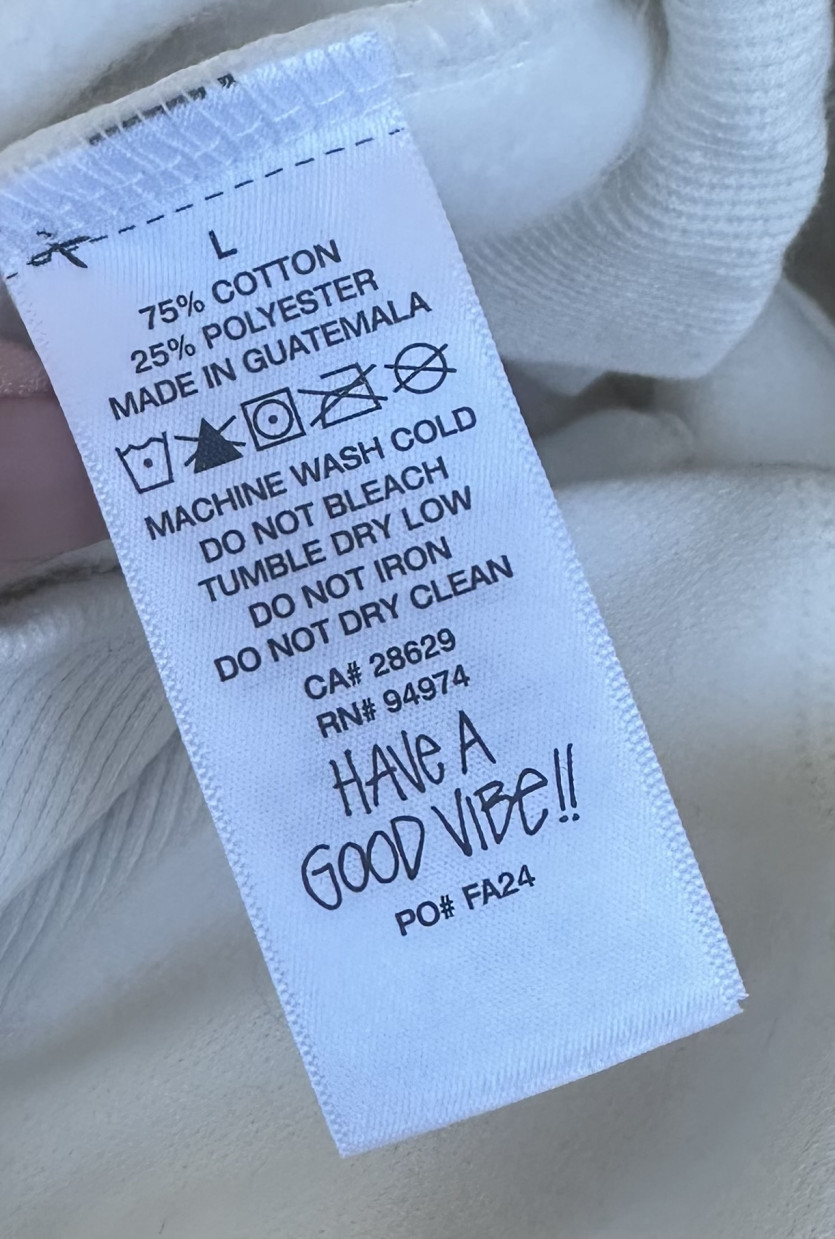 L
75% COTTON
25% POLYESTER
MADE IN GUATEMALA
MACHINE WASH COLD
DO NOT BLEACH
TUMBLE DRY LOW
DO NOT IRON
DO NOT DRY CLEAN
CA# 28629
RN# 94974
HAVE A
GOOD VIBE!!
PO# FA24